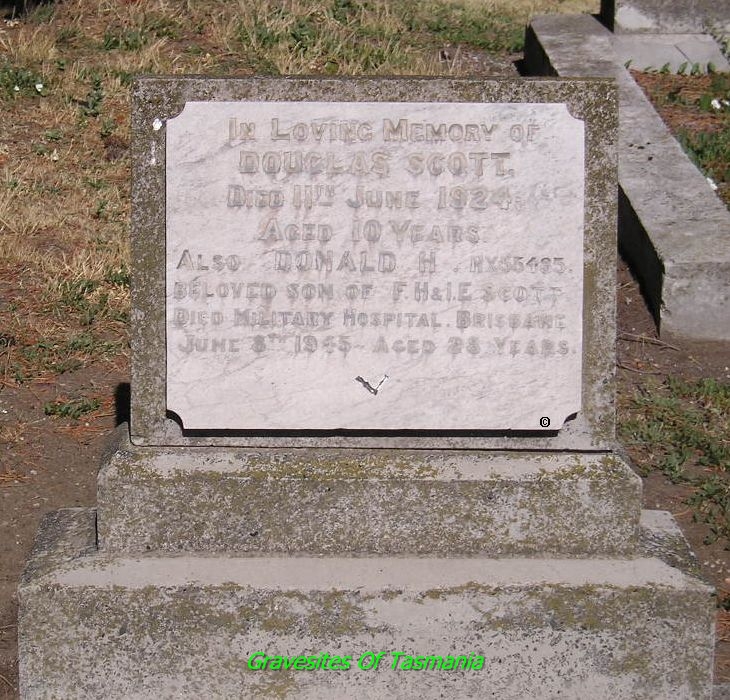 In Loving Memory of
DOUGLAS SCOTT.
Died 11th June 1924.
Aged 10 Years
Also DONALD H. NX65495.
Beloved son of F.H & I.E Scott
Died Military Hospital. Brisbane
June 8th 1945 - Aged 28 Years.
©
Gravesites Of Tasmania